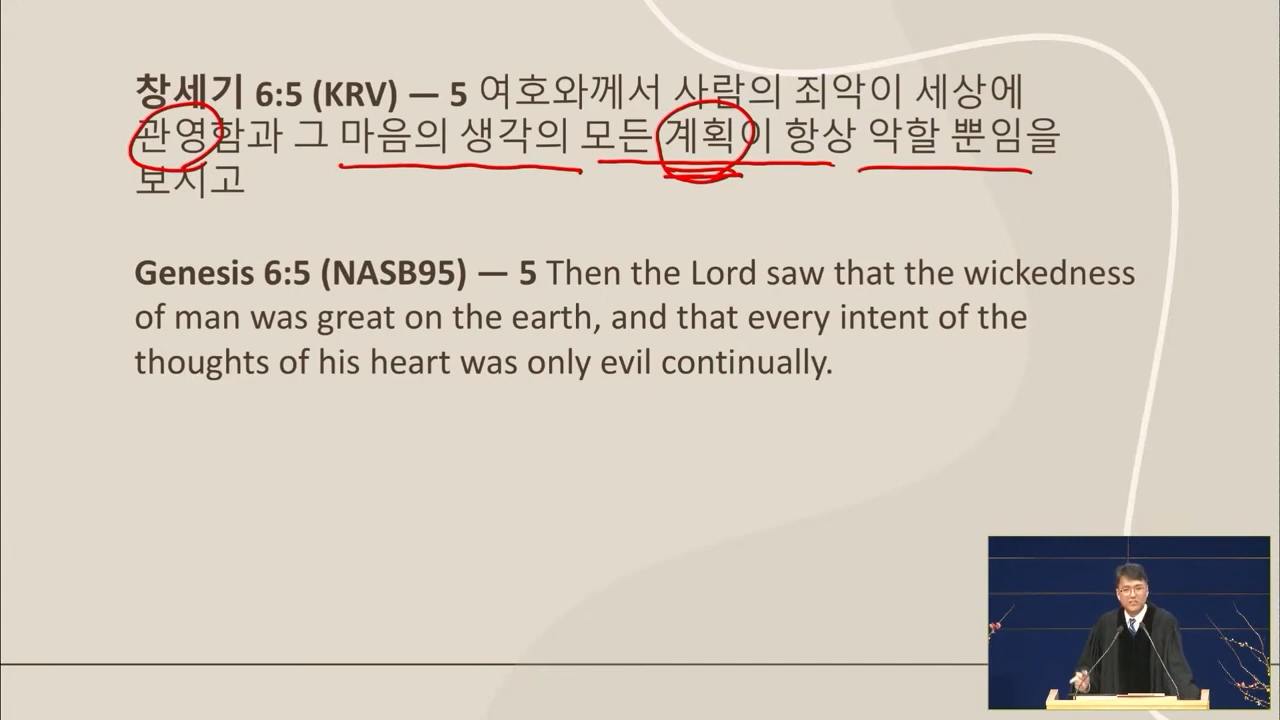 창세기 6:5 (KRV) — 5 여호와께서 사람의 죄악이 세상에
관영함과 그 마음의 생각의 모든 계획이 항상 악할 뿐임을
보시고
Genesis 6:5 (NASB95) — 5 Then the Lord saw that the wickedness
of man was great on the earth, and that every intent of the
thoughts of his heart was only evil continually.